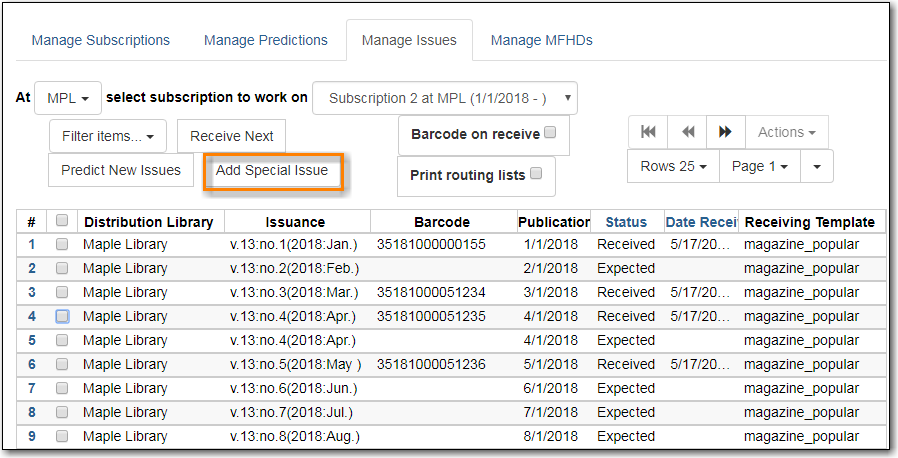 Manage Subscriptions Manage Predictions Manage Issues Manage MFHDs
At MPL select subscription to work on Subscription 2 at MPL (1/1/2018 - )
Filter items... Receive Next Barcode on receive Actions
Predict New Issues Add Special Issue Print routing lists Rows 25 Page 1
# Distribution Library Issuance Barcode Publication Status Date Recei Receiving Template
1 Maple Library v.13:no.1(2018:Jan.) 35181000000155 1/1/2018 Received 5/17/20... magazine_popular
2 Maple Library v.13:no.2(2018:Feb.) 2/1/2018 Expected magazine_popular
3 Maple Library v.13:no.3(2018:Mar.) 35181000051234 3/1/2018 Received 5/17/20... magazine_popular
4 Maple Library v.13:no.4(2018:Apr.) 35181000051235 4/1/2018 Received 5/17/20... magazine_popular
5 Maple Library v.13:no.4(2018:Apr.) 4/1/2018 Expected magazine_popular
6 Maple Library v.13:no.5(2018:May ) 35181000051236 5/1/2018 Received 5/17/20... magazine_popular
7 Maple Library v.13:no.6(2018:Jun.) 6/1/2018 Expected magazine_popular
8 Maple Library v.13:no.7(2018:Jul.) 7/1/2018 Expected magazine_popular
9 Maple Library v.13:no.8(2018:Aug.) 8/1/2018 Expected magazine_popular